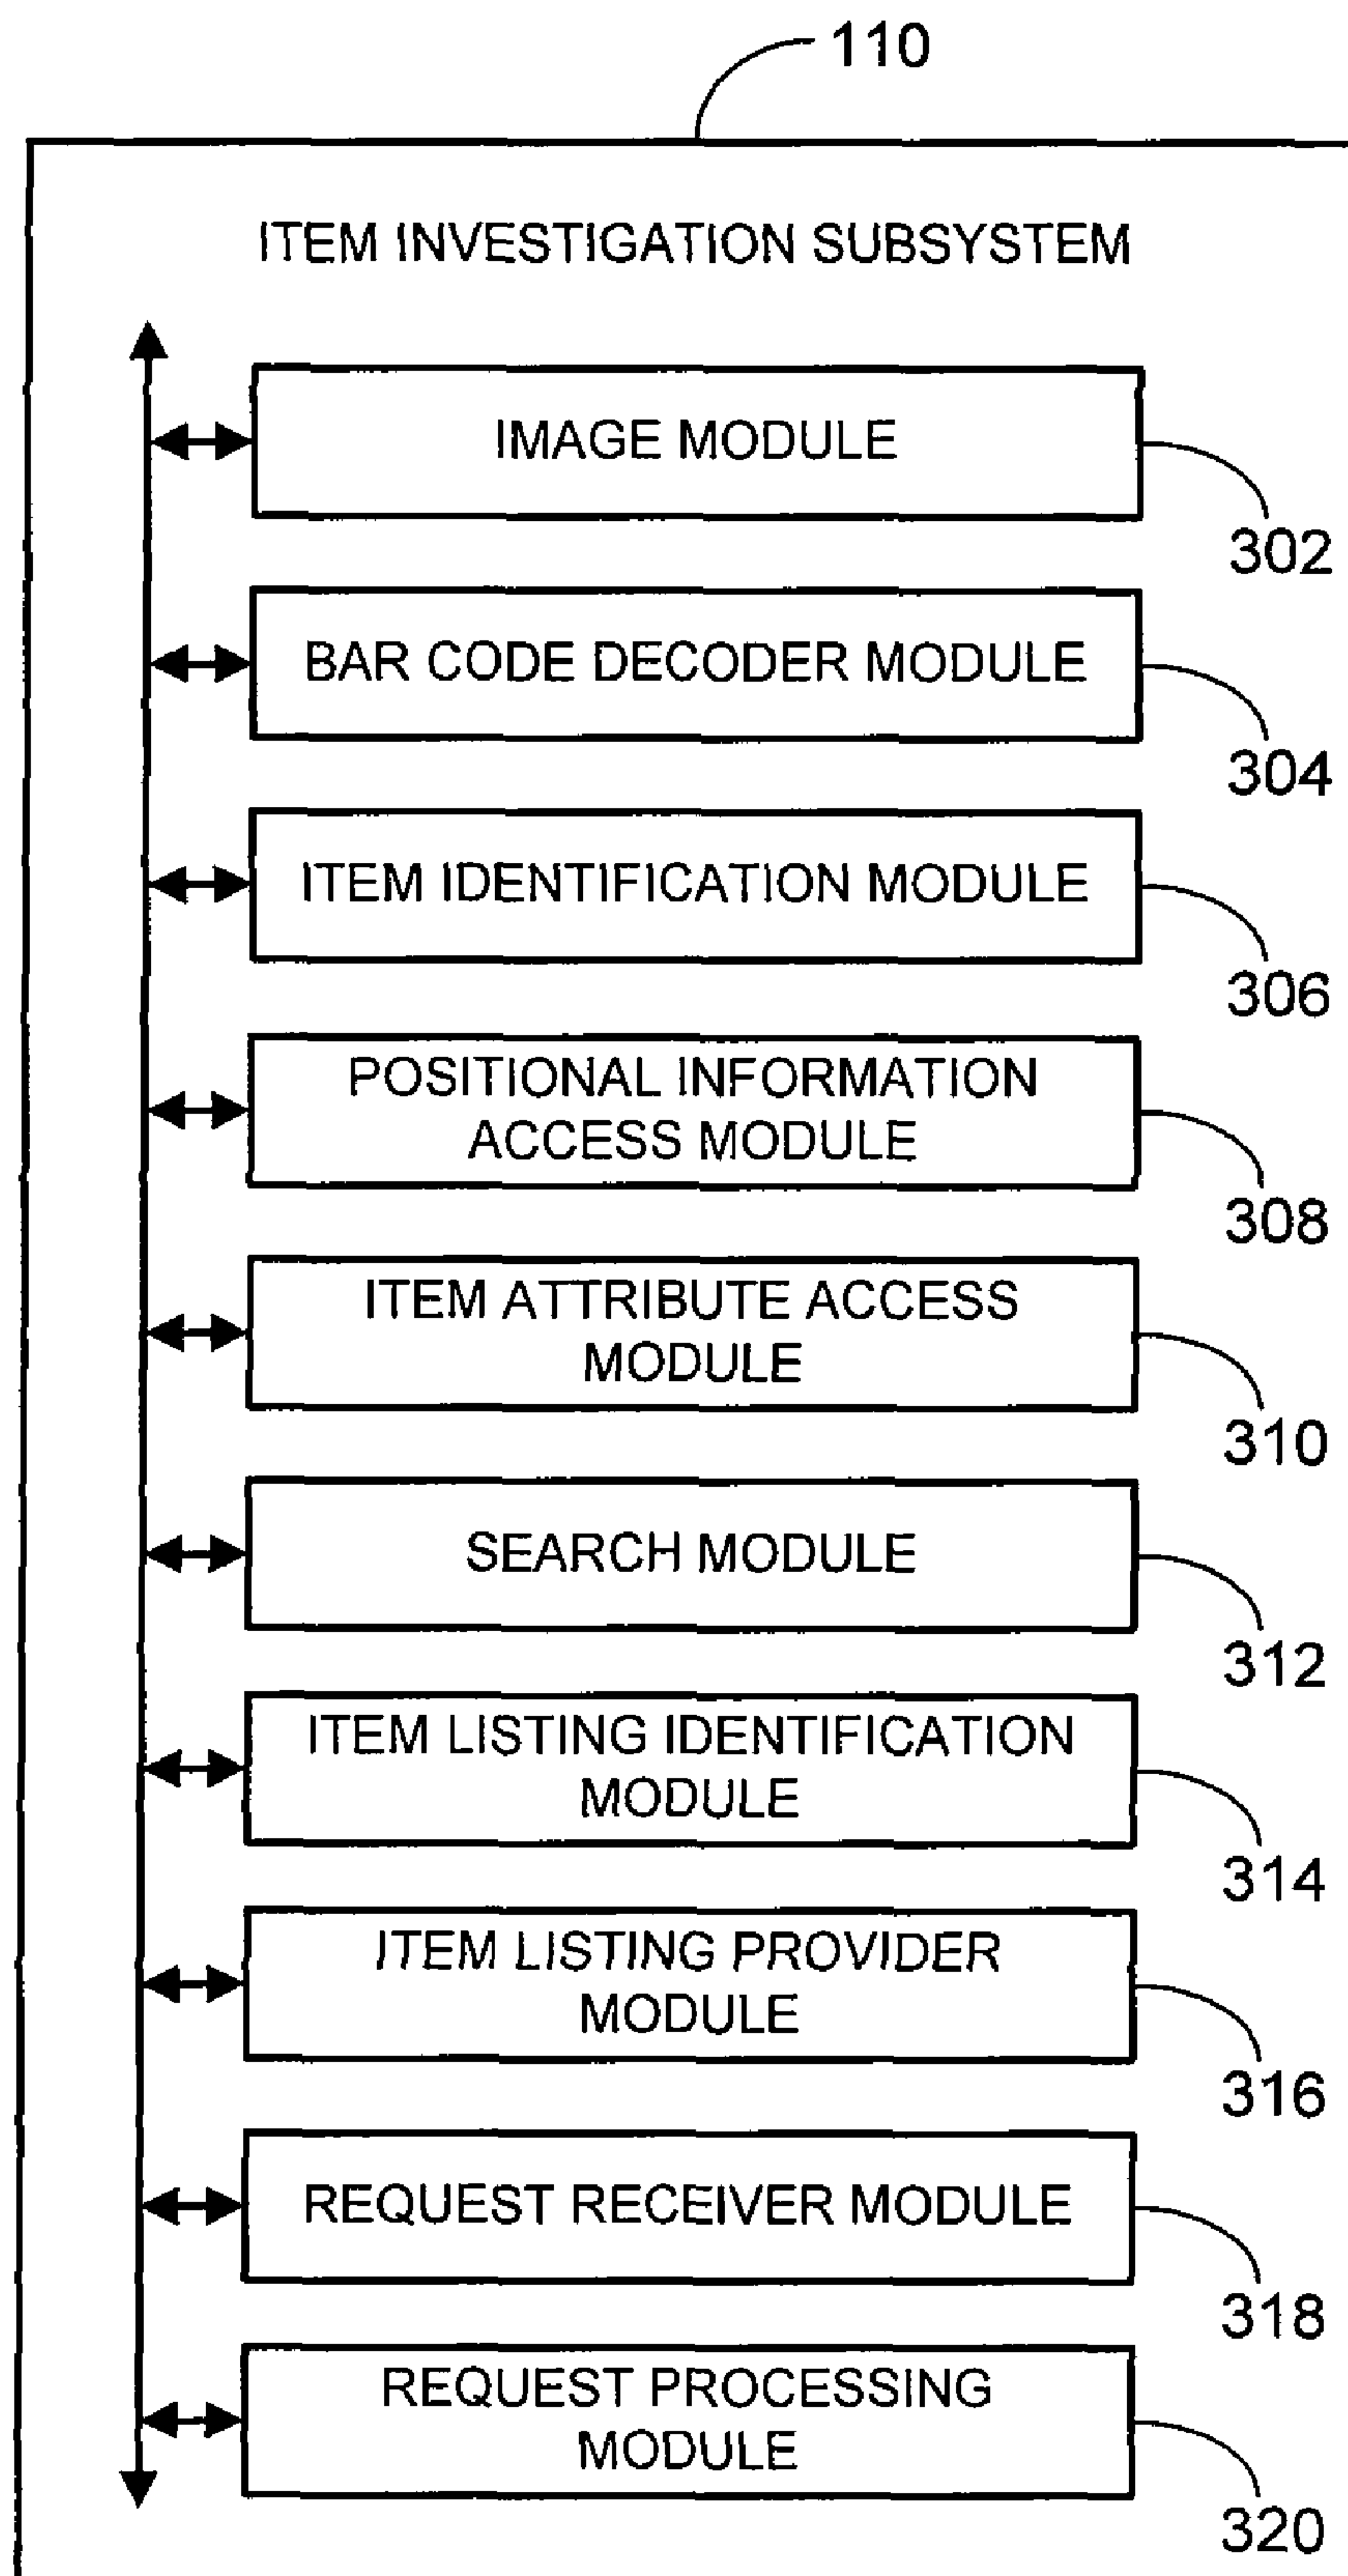 110
ITEM INVESTIGATION SUBSYSTEM
IMAGE MODULE
302
BAR CODE DECODER MODULE
304
ITEM IDENTIFICATION MODULE
306
POSITIONAL INFORMATION
ACCESS MODULE
308
ITEM ATTRIBUTE ACCESS
MODULE
310
SEARCH MODULE
312
ITEM LISTING IDENTIFICATION
MODULE
314
ITEM LISTING PROVIDER
MODULE
316
REQUEST RECEIVER MODULE
318
REQUEST PROCESSING
MODULE
320